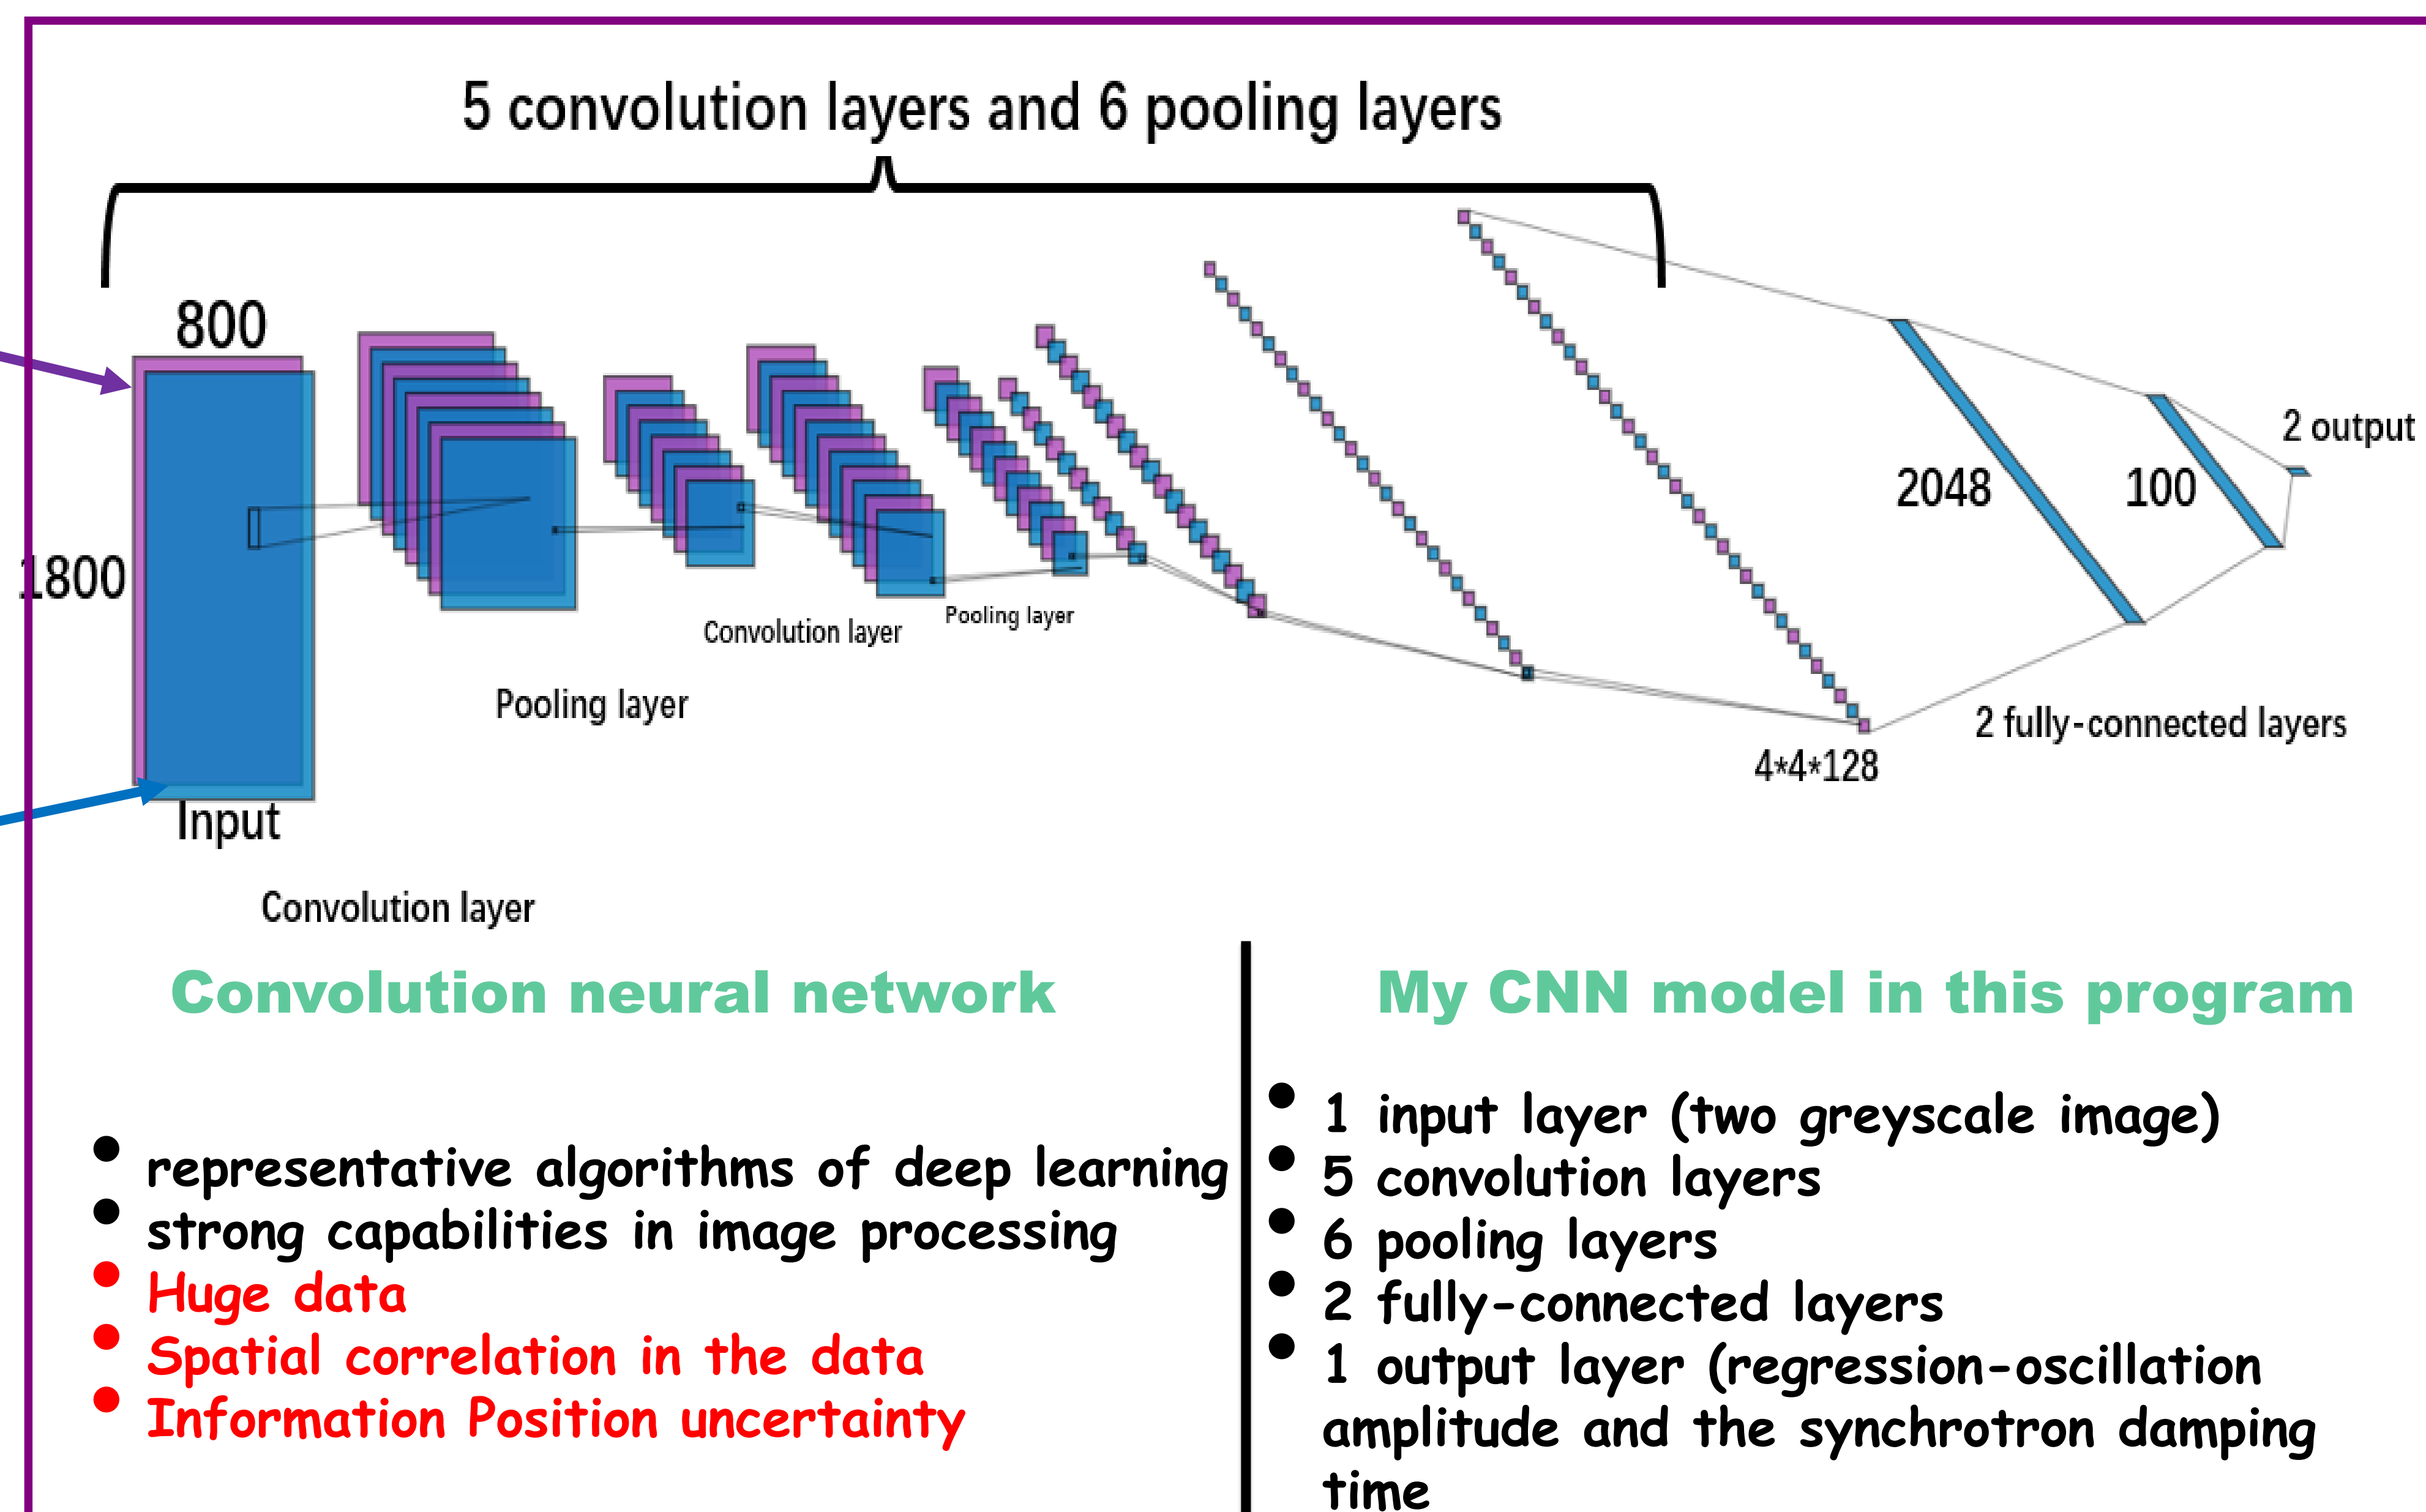 5 convolution layers and 6 pooling layers
800
1800
Input
Convolution layer
Pooling layer
Convolution layer
Pooling layer
4*4*128
2048
100
2 output
2 fully-connected layers
Convolution neural network
representative algorithms of deep learning
strong capabilities in image processing
Huge data
Spatial correlation in the data
Information Position uncertainty
My CNN model in this program
1 input layer (two greyscale image)
5 convolution layers
6 pooling layers
2 fully-connected layers
1 output layer (regression-oscillation
amplitude and the synchrotron damping
time